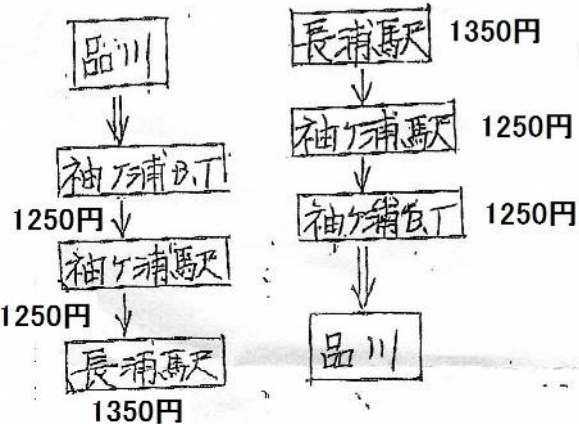 品川
袖ケ浦B.T
1250円
袖ケ浦駅
1250円
長浦駅
1350円
長浦駅 1350円
袖ケ浦駅 1250円
袖ケ浦B.T 1250円
品川